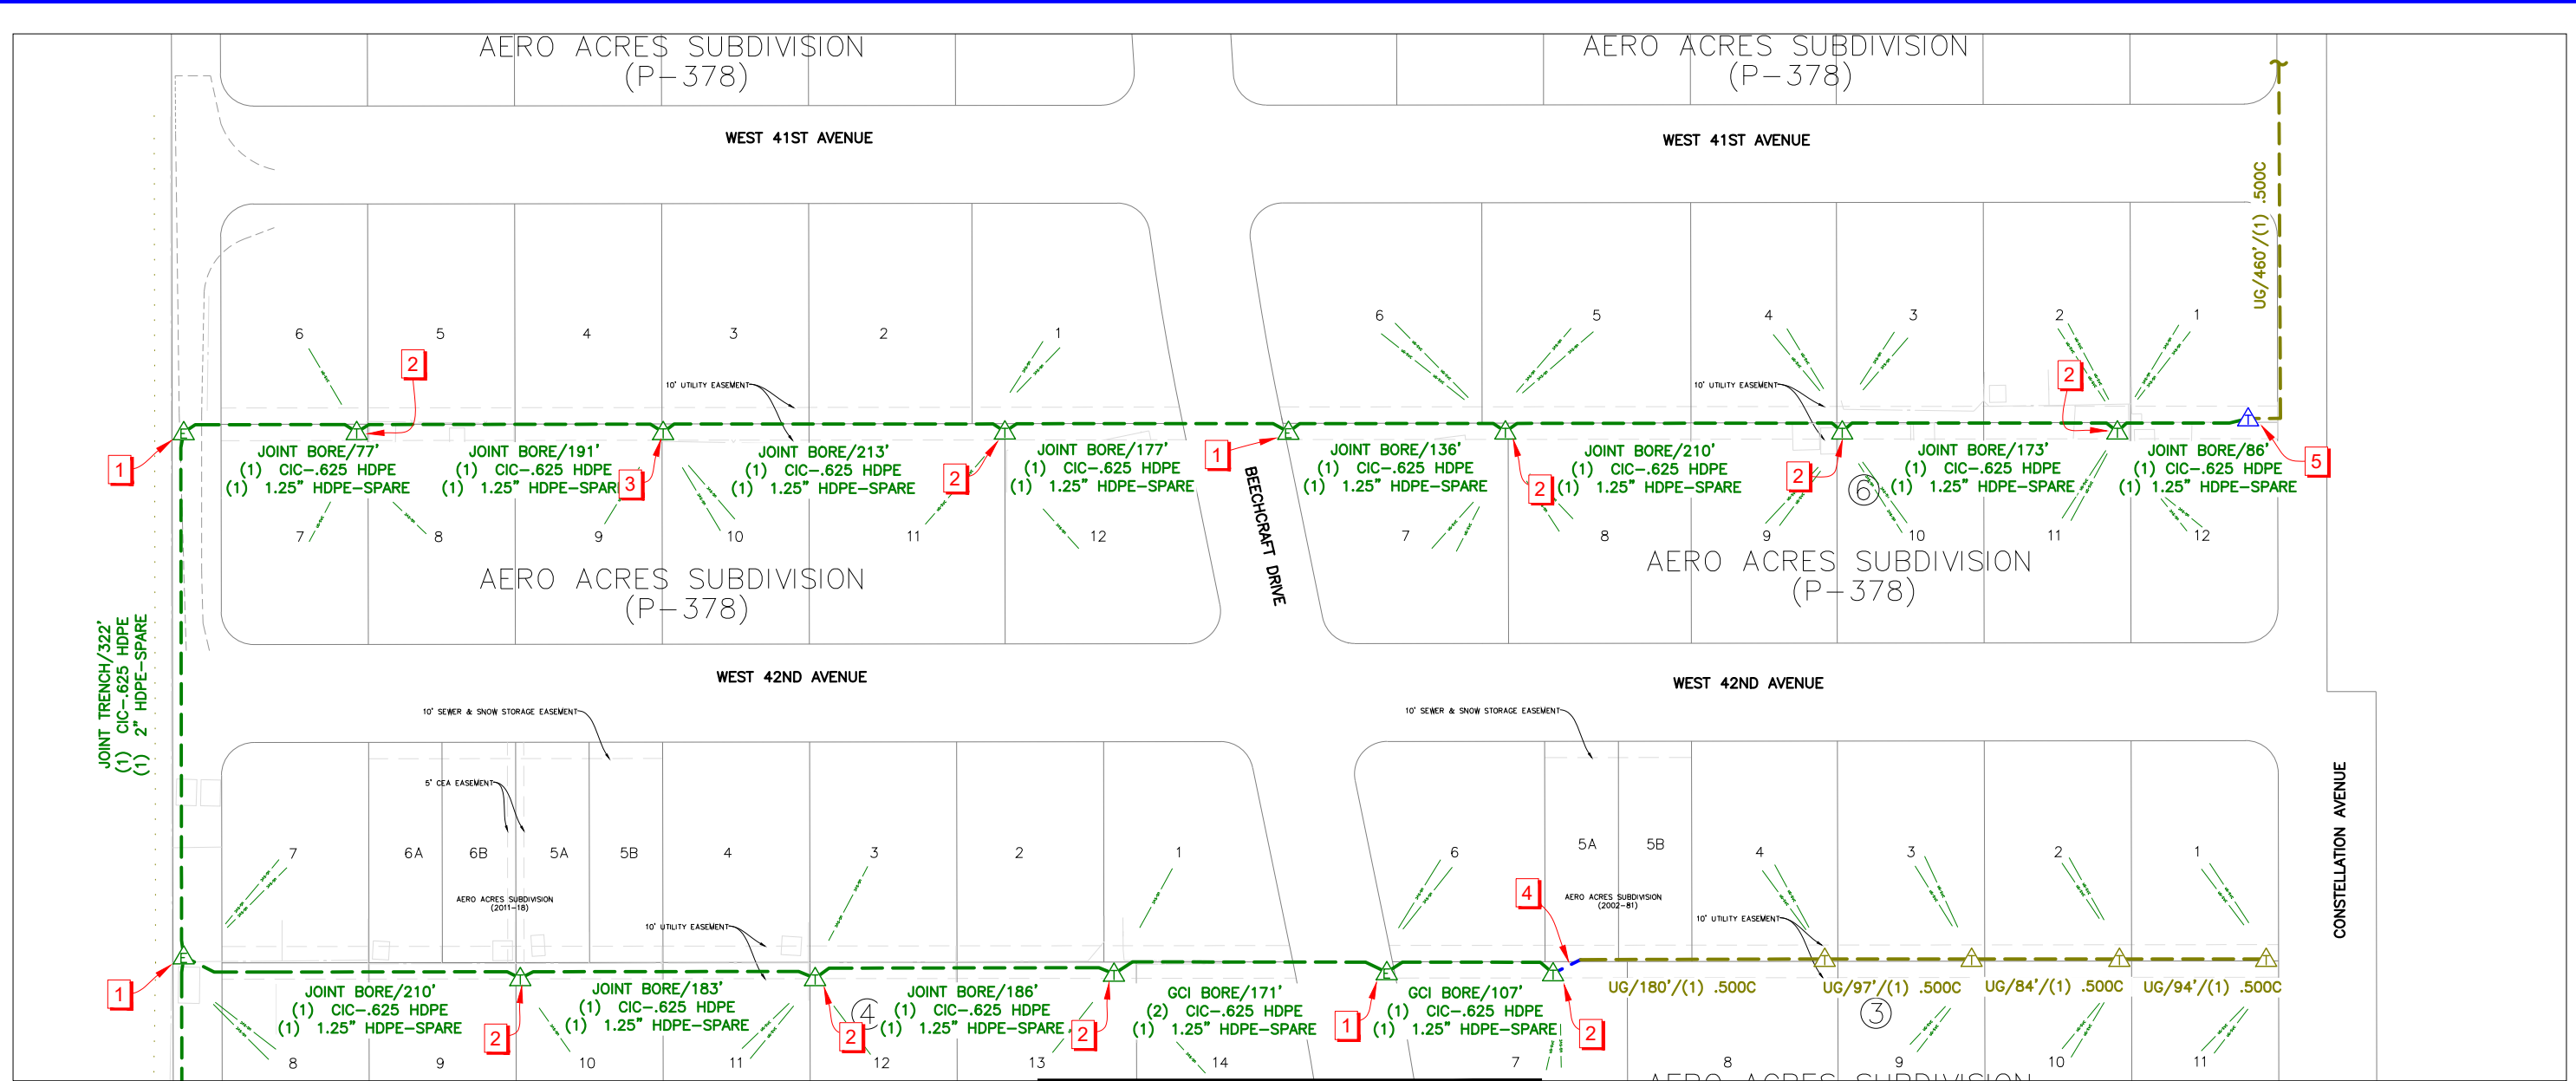 AERO ACRES SUBDIVISION
(P-378)
AERO ACRES SUBDIVISION
(P-378)
WEST 41ST AVENUE
WEST 41ST AVENUE
UG/460'/(1) .500C
6
5
4
3
2
1
6
5
4
3
2
1
2
2
10' UTILITY EASEMENT
10' UTILITY EASEMENT
E
T
T
T
E
T
T
T
T
1
JOINT BORE/77'
(1) CIC-.625 HDPE
(1) 1.25" HDPE-SPARE
JOINT BORE/191'
(1) CIC-.625 HDPE
(1) 1.25" HDPE-SPARE
3
JOINT BORE/213'
(1) CIC-.625 HDPE
(1) 1.25" HDPE-SPARE
2
JOINT BORE/177'
(1) CIC-.625 HDPE
(1) 1.25" HDPE-SPARE
1
JOINT BORE/136'
(1) CIC-.625 HDPE
(1) 1.25" HDPE-SPARE
2
JOINT BORE/210'
(1) CIC-.625 HDPE
(1) 1.25" HDPE-SPARE
2
6
JOINT BORE/173'
(1) CIC-.625 HDPE
(1) 1.25" HDPE-SPARE
JOINT BORE/86'
(1) CIC-.625 HDPE
(1) 1.25" HDPE-SPARE
5
7
8
9
10
11
12
BEECHCRAFT DRIVE
7
8
9
10
11
12
AERO ACRES SUBDIVISION
(P-378)
AERO ACRES SUBDIVISION
(P-378)
JOINT TRENCH/322'
(1) CIC-.625 HDPE
(1) 2" HDPE-SPARE
WEST 42ND AVENUE
WEST 42ND AVENUE
10' SEWER & SNOW STORAGE EASEMENT
10' SEWER & SNOW STORAGE EASEMENT
5' CEA EASEMENT
CONSTELLATION AVENUE
7
6A
6B
5A
5B
4
3
2
1
6
5A
5B
4
3
2
1
AERO ACRES SUBDIVISION
(2011-18)
4
AERO ACRES SUBDIVISION
(2002-81)
10' UTILITY EASEMENT
10' UTILITY EASEMENT
E
T
T
T
E
T
T
T
T
T
1
JOINT BORE/210'
(1) CIC-.625 HDPE
(1) 1.25" HDPE-SPARE
2
JOINT BORE/183'
(1) CIC-.625 HDPE
(1) 1.25" HDPE-SPARE
4
2
JOINT BORE/186'
(1) CIC-.625 HDPE
(1) 1.25" HDPE-SPARE
2
GCI BORE/171'
(2) CIC-.625 HDPE
(1) 1.25" HDPE-SPARE
1
GCI BORE/107'
(1) CIC-.625 HDPE
(1) 1.25" HDPE-SPARE
2
UG/180'/(1) .500C
UG/97'/(1) .500C
UG/84'/(1) .500C
UG/94'/(1) .500C
3
8
9
10
11
12
13
14
7
8
9
10
11
AERO ACRES SUBDIVISION